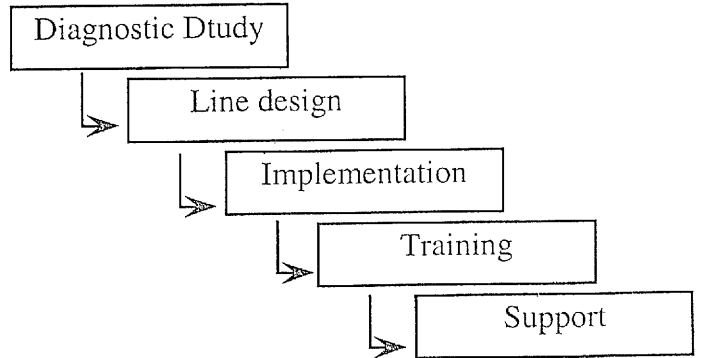 Diagnostic Dtudy
Line design
Implementation
Training
Support